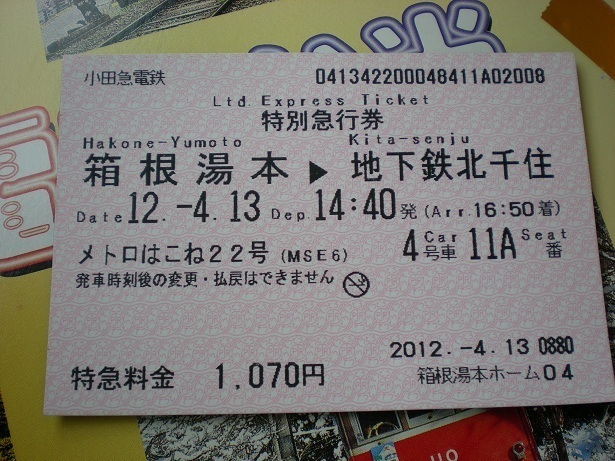 小田急電鉄 041342200048411A02008
Ltd. Express Ticket
特別急行券
Hakone-Yumoto Kita-senju
箱根湯本 ▶ 地下鉄北千住
Date 12. -4. 13 Dep. 14:40 発 (Arr. 16:50 着)
メトロはこね22号 (MSE6) 4 Car 号車 11A Seat 番
発車時刻後の変更・払戻はできません
2012. -4. 13 0880
特急料金 1,070円 箱根湯本ホーム04